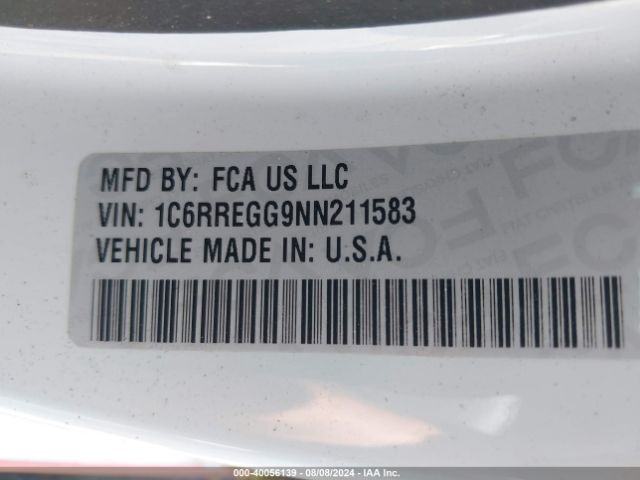 MFD BY: FCA US LLC
VIN: 1C6RREGG9NN211583
VEHICLE MADE IN: U.S.A.
000-40056139 - 08/08/2024 - IAA Inc.